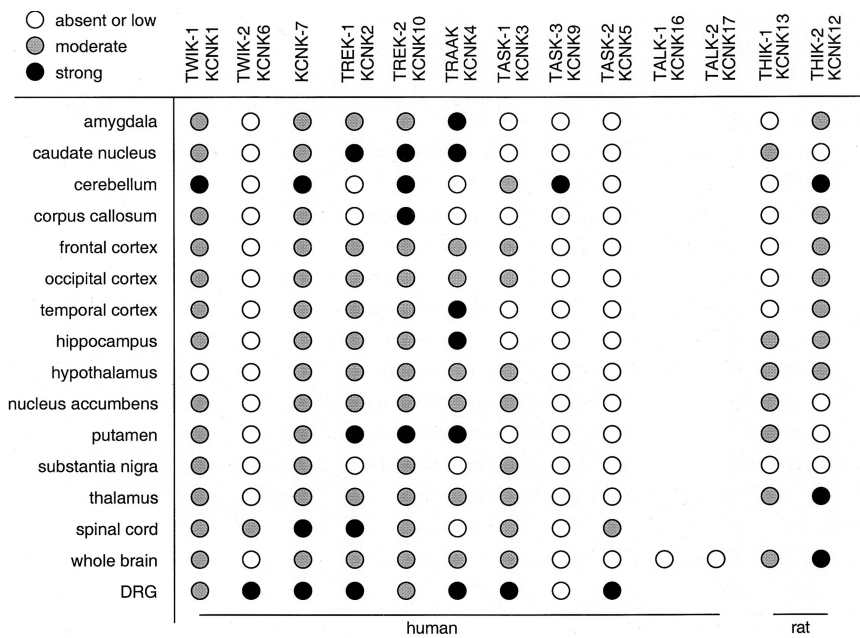 absent or low
moderate
strong
TWIK-1
KCNK1
TWIK-2
KCNK6
KCNK-7
TREK-1
KCNK2
TREK-2
KCNK10
TRAAK
KCNK4
TASK-1
KCNK3
TASK-3
KCNK9
TASK-2
KCNK5
TALK-1
KCNK16
TALK-2
KCNK17
THIK-1
KCNK13
THIK-2
KCNK12
amygdala
caudate nucleus
cerebellum
corpus callosum
frontal cortex
occipital cortex
temporal cortex
hippocampus
hypothalamus
nucleus accumbens
putamen
substantia nigra
thalamus
spinal cord
whole brain
DRG
human
rat